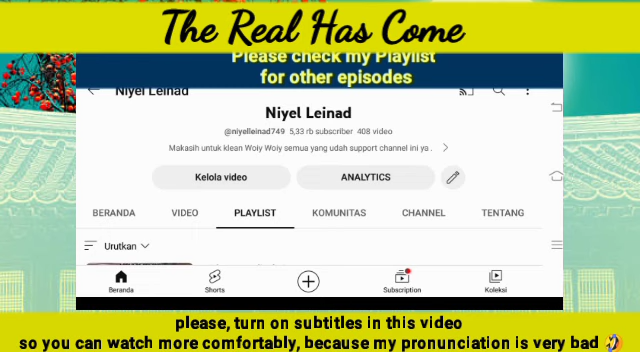 The Real Has Come
Please check my Playlist
for other episodes
Niyel Leinad
Niyel Leinad
@niyelleinad749 5,33 rb subscriber 408 video
Makasih untuk klean Woiy Woiy semua yang udah support channel ini ya .
Kelola video
ANALYTICS
BERANDA VIDEO PLAYLIST KOMUNITAS CHANNEL TENTANG
Urutkan
Beranda Shorts Subscription Koleksi
please, turn on subtitles in this video
so you can watch more comfortably, because my pronunciation is very bad 🤣